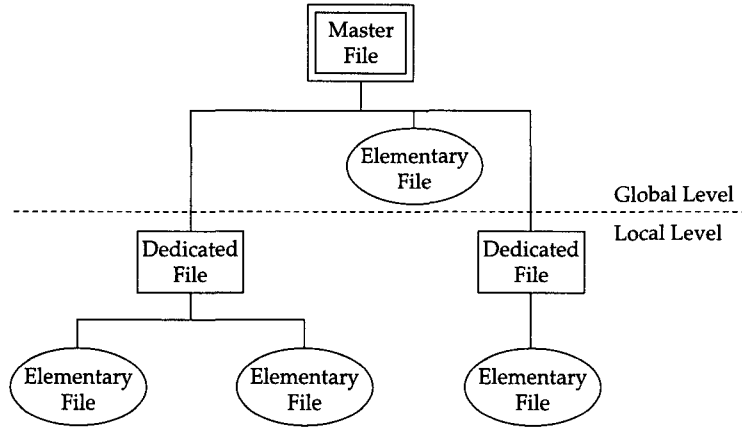 Master
File
Elementary
File
Global Level
Local Level
Dedicated
File
Dedicated
File
Elementary
File
Elementary
File
Elementary
File